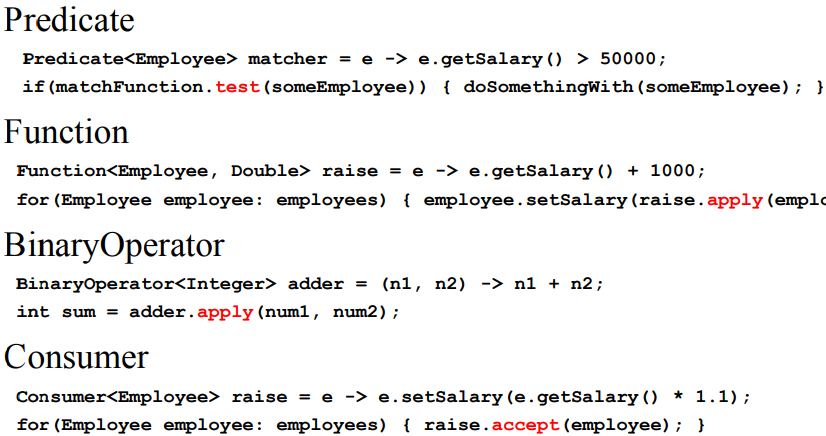 Predicate
Predicate<Employee> matcher = e -> e.getSalary() > 50000;
if(matchFunction.test(someEmployee)) { doSomethingWith(someEmployee); }
Function
Function<Employee, Double> raise = e -> e.getSalary() + 1000;
for(Employee employee: employees) { employee.setSalary(raise.apply(
BinaryOperator
BinaryOperator<Integer> adder = (n1, n2) -> n1 + n2;
int sum = adder.apply(num1, num2);
Consumer
Consumer<Employee> raise = e -> e.setSalary(e.getSalary() * 1.1);
for(Employee employee: employees) { raise.accept(employee); }